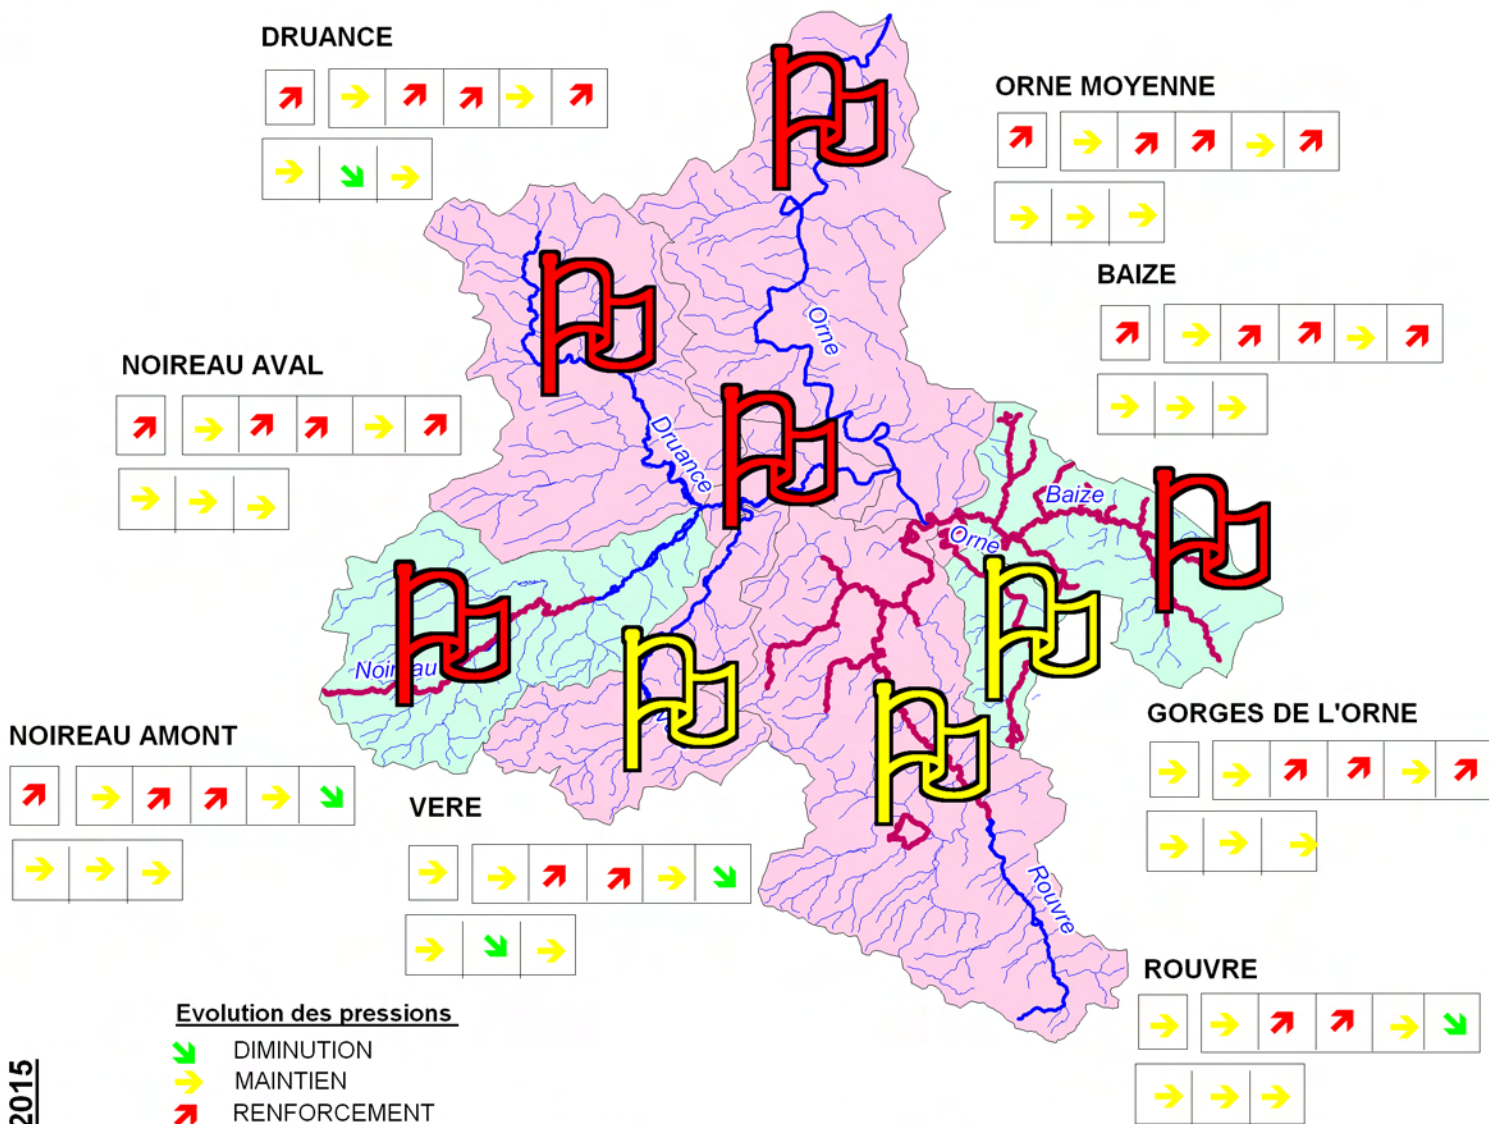 DRUANCE
ORNE MOYENNE
BAIZE
Orne
NOIREAU AVAL
Druance
Baize
Orne
Noireau
GORGES DE L'ORNE
NOIREAU AMONT
VERE
Rouvre
ROUVRE
Evolution des pressions
DIMINUTION
MAINTIEN
RENFORCEMENT
2015